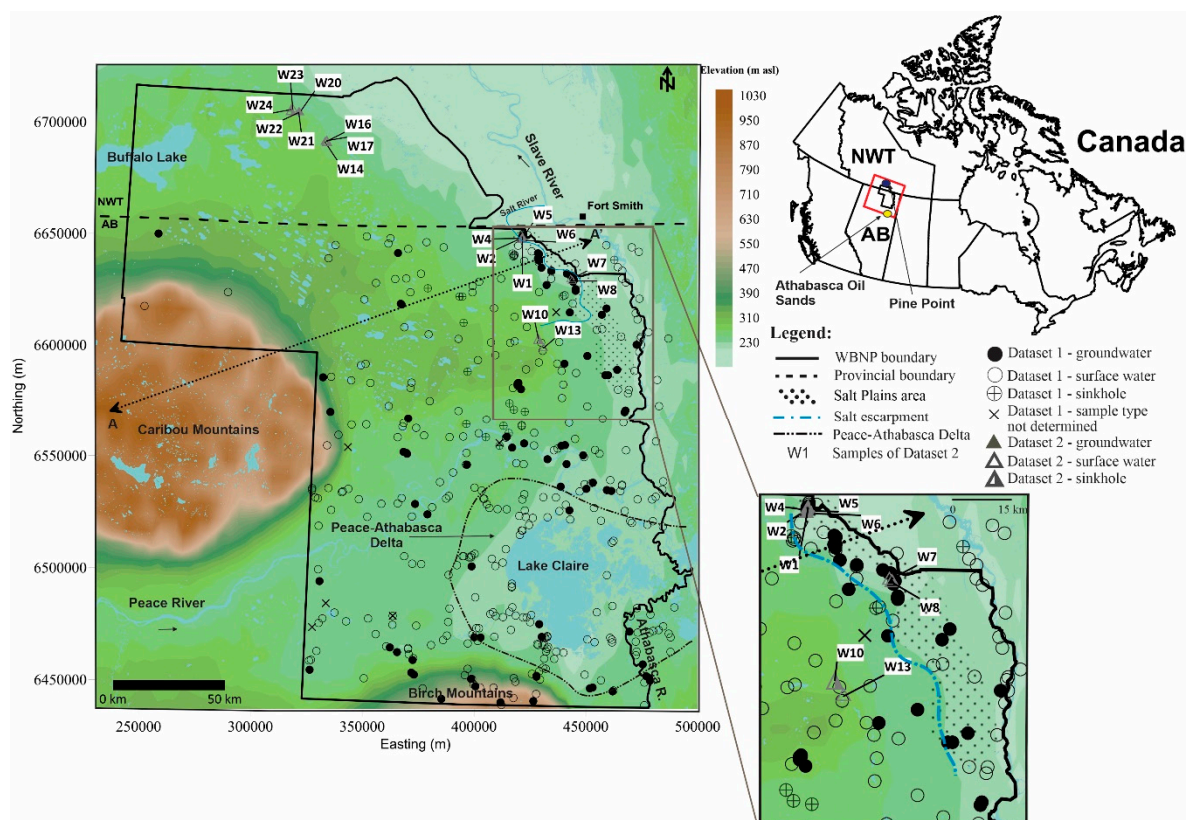 W23
W20
W24
W22
W21
W16
W17
W14
Buffalo Lake
NWT
AB
Slave River
Salt River
Fort Smith
W5
W4
W6
A'
W2
W7
W1
W8
W10
W13
A
Caribou Mountains
Peace-Athabasca
Delta
Lake Claire
Peace River
Athabasca R.
Birch Mountains
0 km
50 km
N
Northing (m)
6700000
6650000
6600000
6550000
6500000
6450000
250000
300000
350000
400000
450000
500000
Easting (m)
Elevation (m asl)
1030
950
870
790
710
630
550
470
390
310
230
Canada
NWT
AB
Athabasca Oil
Sands
Pine Point
Legend:
WBNP boundary
Provincial boundary
Salt Plains area
Salt escarpment
Peace-Athabasca Delta
W1
Samples of Dataset 2
Dataset 1 - groundwater
Dataset 1 - surface water
Dataset 1 - sinkhole
Dataset 1 - sample type
not determined
Dataset 2 - groundwater
Dataset 2 - surface water
Dataset 2 - sinkhole
0
15 km
W4
W5
W2
W6
W1
W7
W8
W10
W13